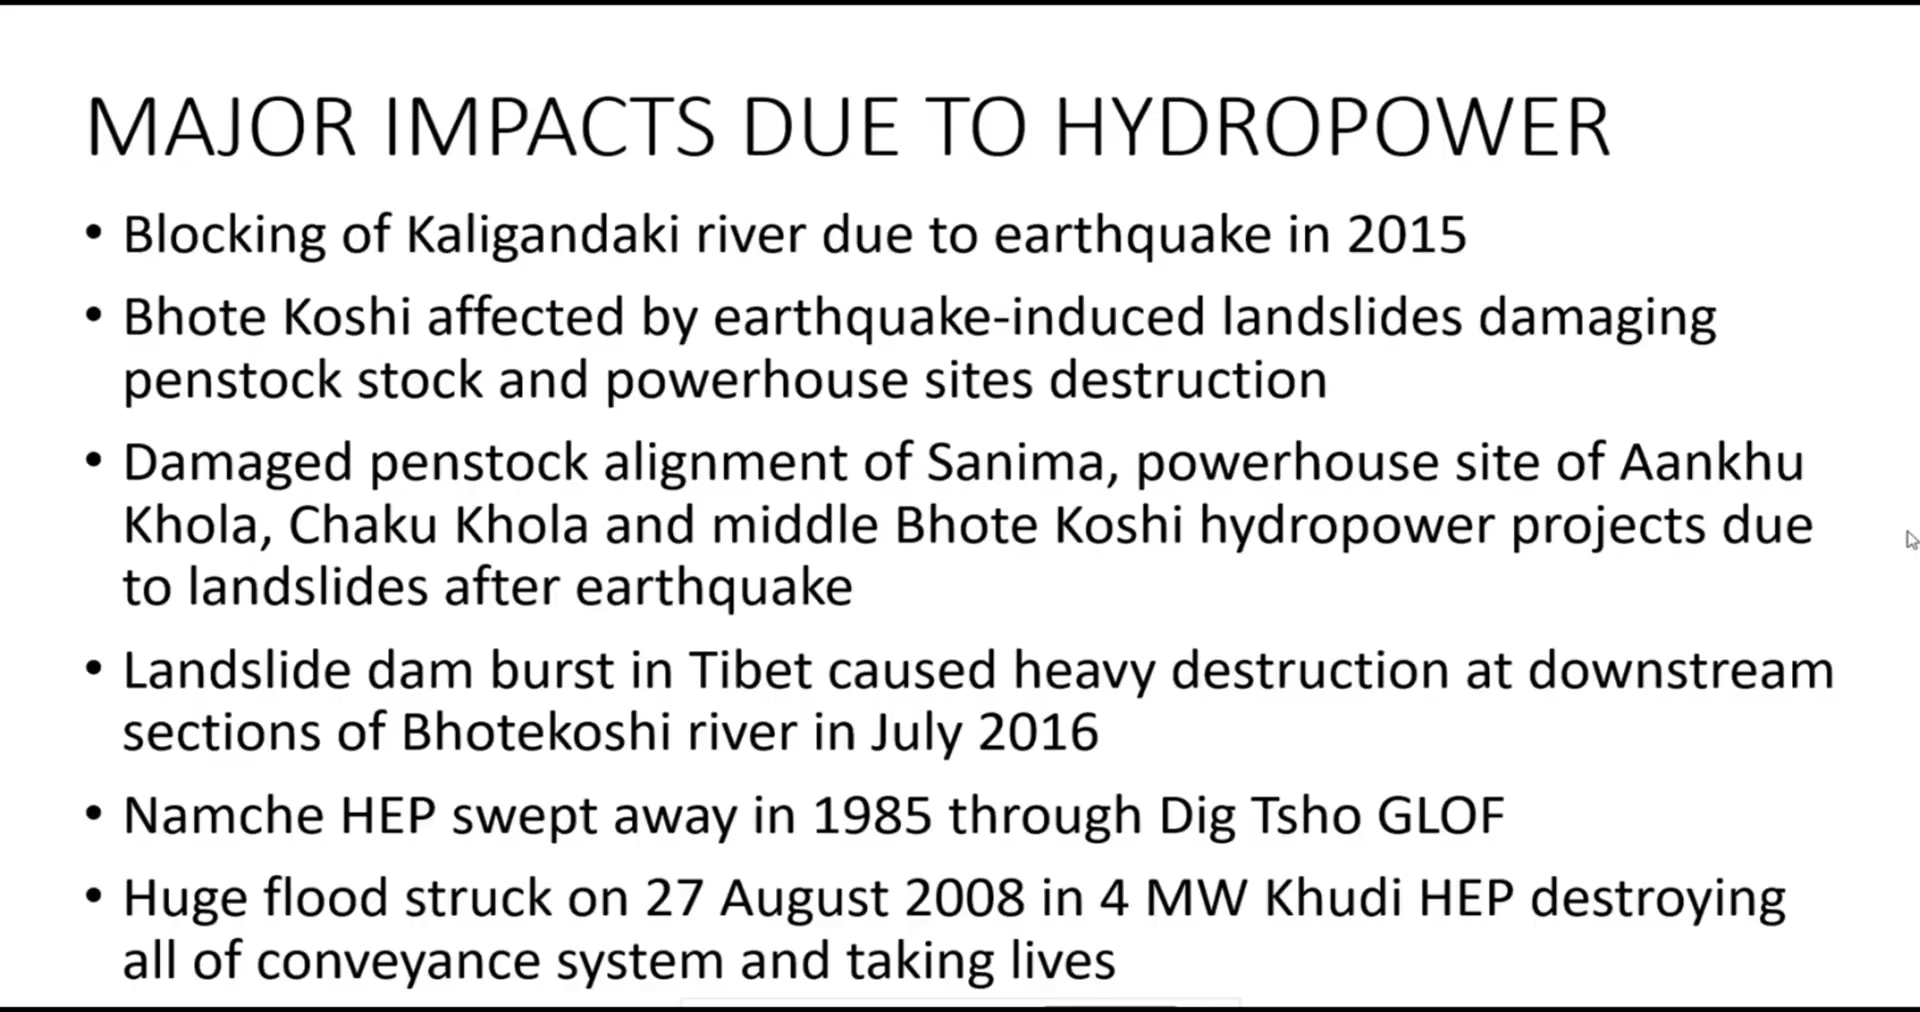 MAJOR IMPACTS DUE TO HYDROPOWER
• Blocking of Kaligandaki river due to earthquake in 2015
• Bhote Koshi affected by earthquake-induced landslides damaging
penstock stock and powerhouse sites destruction
• Damaged penstock alignment of Sanima, powerhouse site of Aankhu
Khola, Chaku Khola and middle Bhote Koshi hydropower projects due
to landslides after earthquake
• Landslide dam burst in Tibet caused heavy destruction at downstream
sections of Bhotekoshi river in July 2016
• Namche HEP swept away in 1985 through Dig Tsho GLOF
• Huge flood struck on 27 August 2008 in 4 MW Khudi HEP destroying
all of conveyance system and taking lives